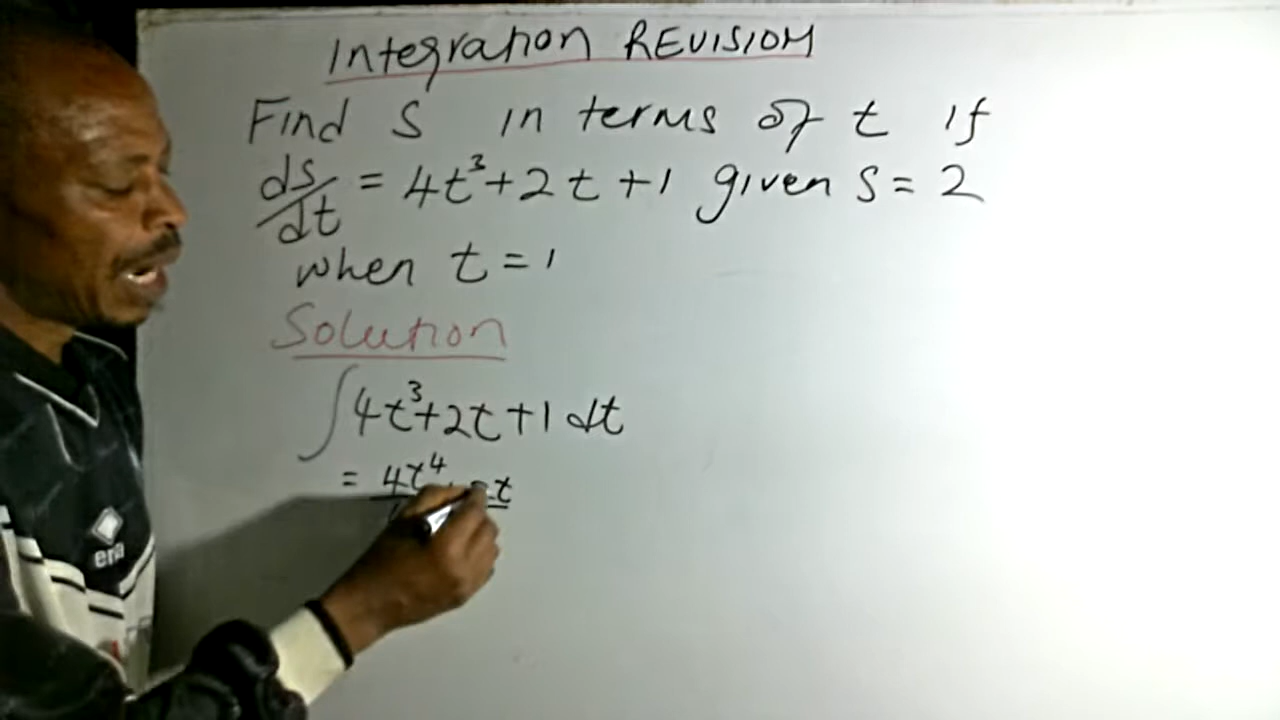 Integration REVISION
Find S in terms of t if
ds/dt = 4t³+2t+1 given s=2
when t=1
Solution
∫4t³+2t+1 dt
= 4t⁴
errea